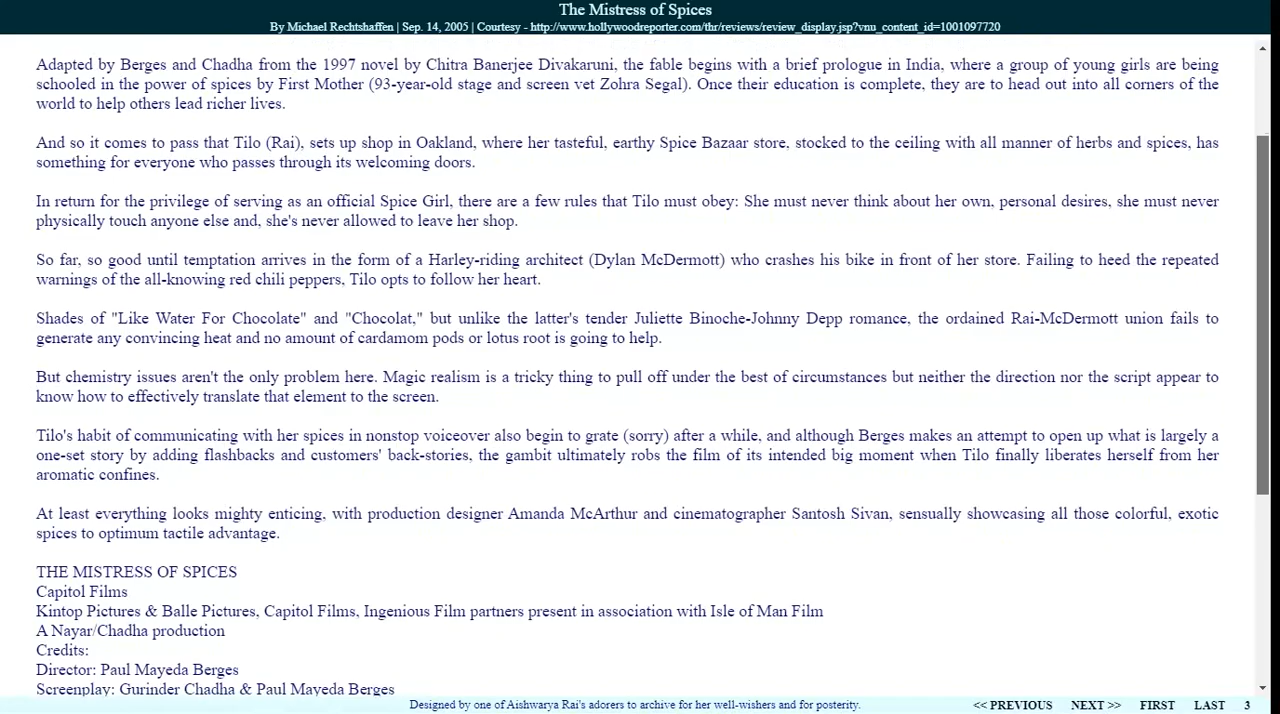 The Mistress of Spices
By Michael Rechtshaffen | Sep. 14, 2005 | Courtesy - http://www.hollywoodreporter.com/thr/reviews/review_display.jsp?vnu_content_id=1001097720
Adapted by Berges and Chadha from the 1997 novel by Chitra Banerjee Divakaruni, the fable begins with a brief prologue in India, where a group of young girls are being
schooled in the power of spices by First Mother (93-year-old stage and screen vet Zohra Segal). Once their education is complete, they are to head out into all corners of the
world to help others lead richer lives.
And so it comes to pass that Tilo (Rai), sets up shop in Oakland, where her tasteful, earthy Spice Bazaar store, stocked to the ceiling with all manner of herbs and spices, has
something for everyone who passes through its welcoming doors.
In return for the privilege of serving as an official Spice Girl, there are a few rules that Tilo must obey: She must never think about her own, personal desires, she must never
physically touch anyone else and, she's never allowed to leave her shop.
So far, so good until temptation arrives in the form of a Harley-riding architect (Dylan McDermott) who crashes his bike in front of her store. Failing to heed the repeated
warnings of the all-knowing red chili peppers, Tilo opts to follow her heart.
Shades of "Like Water For Chocolate" and "Chocolat," but unlike the latter's tender Juliette Binoche-Johnny Depp romance, the ordained Rai-McDermott union fails to
generate any convincing heat and no amount of cardamom pods or lotus root is going to help.
But chemistry issues aren't the only problem here. Magic realism is a tricky thing to pull off under the best of circumstances but neither the direction nor the script appear to
know how to effectively translate that element to the screen.
Tilo's habit of communicating with her spices in nonstop voiceover also begin to grate (sorry) after a while, and although Berges makes an attempt to open up what is largely a
one-set story by adding flashbacks and customers' back-stories, the gambit ultimately robs the film of its intended big moment when Tilo finally liberates herself from her
aromatic confines.
At least everything looks mighty enticing, with production designer Amanda McArthur and cinematographer Santosh Sivan, sensually showcasing all those colorful, exotic
spices to optimum tactile advantage.
THE MISTRESS OF SPICES
Capitol Films
Kintop Pictures & Balle Pictures, Capitol Films, Ingenious Film partners present in association with Isle of Man Film
A Nayar/Chadha production
Credits:
Director: Paul Mayeda Berges
Screenplay: Gurinder Chadha & Paul Mayeda Berges
Designed by one of Aishwarya Rai's adorers to archive for her well-wishers and for posterity. << PREVIOUS NEXT >> FIRST LAST 3